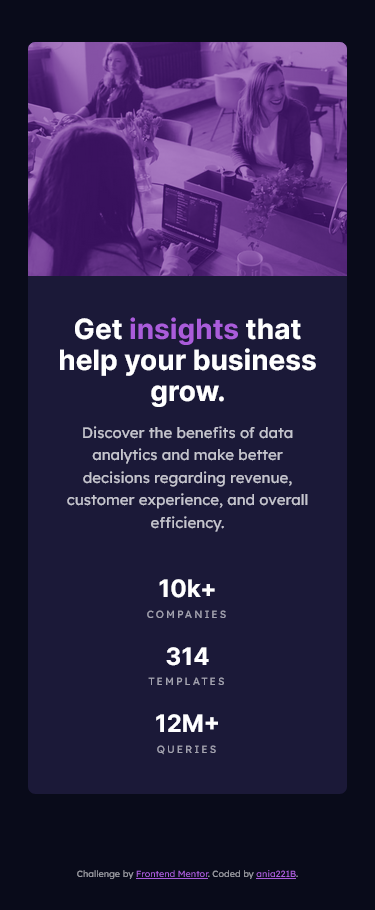 Get insights that
help your business
grow.
Discover the benefits of data
analytics and make better
decisions regarding revenue,
customer experience, and overall
efficiency.
10k+
COMPANIES
314
TEMPLATES
12M+
QUERIES
Challenge by Frontend Mentor. Coded by ania221B.